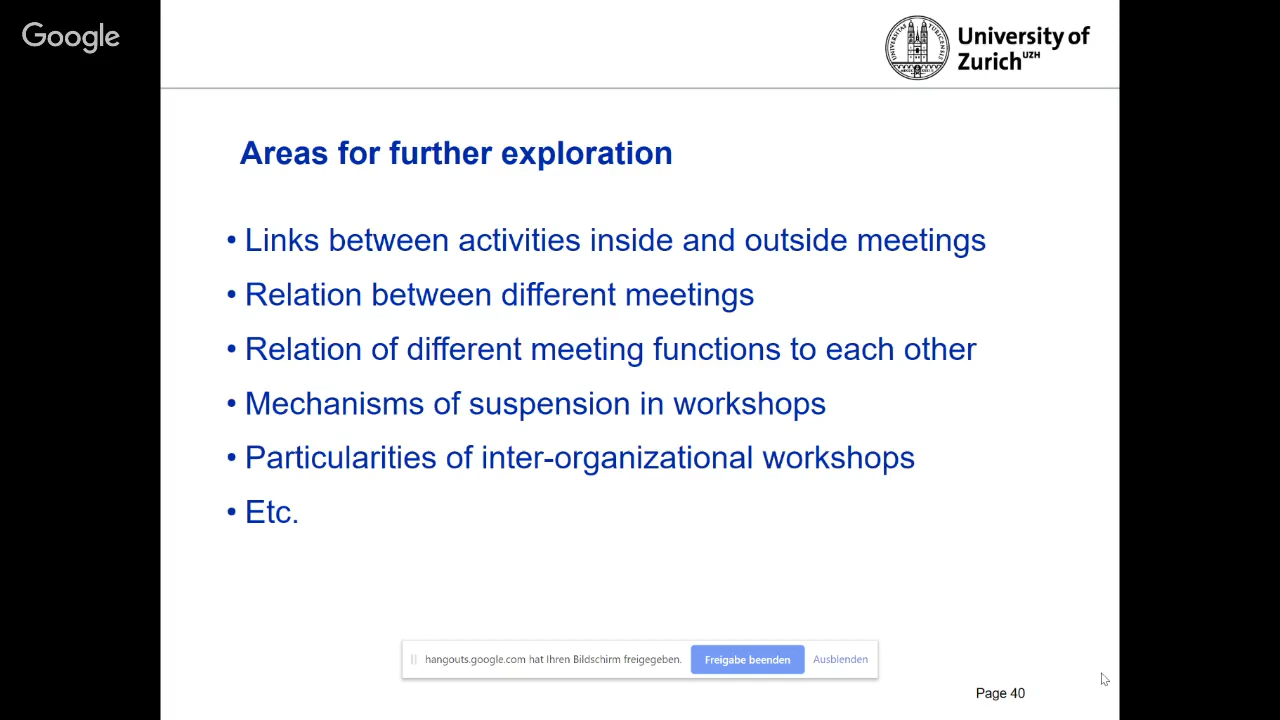 Google
University of
Zurich UZH
Areas for further exploration
• Links between activities inside and outside meetings
• Relation between different meetings
• Relation of different meeting functions to each other
• Mechanisms of suspension in workshops
• Particularities of inter-organizational workshops
• Etc.
hangouts.google.com hat Ihren Bildschirm freigegeben. Freigabe beenden Ausblenden
Page 40